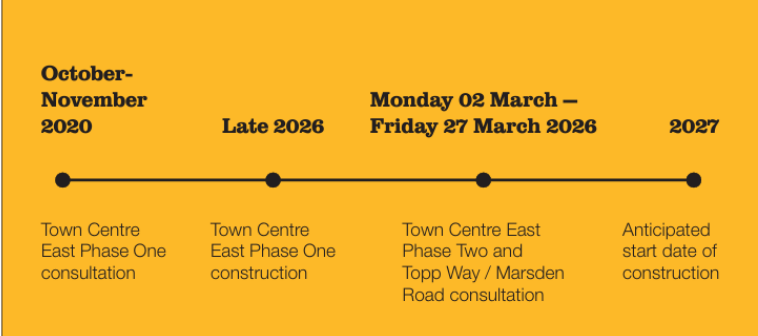 October-
November
2020
Late 2026
Monday 02 March —
Friday 27 March 2026
2027
Town Centre
East Phase One
consultation
Town Centre
East Phase One
construction
Town Centre East
Phase Two and
Topp Way / Marsden
Road consultation
Anticipated
start date of
construction